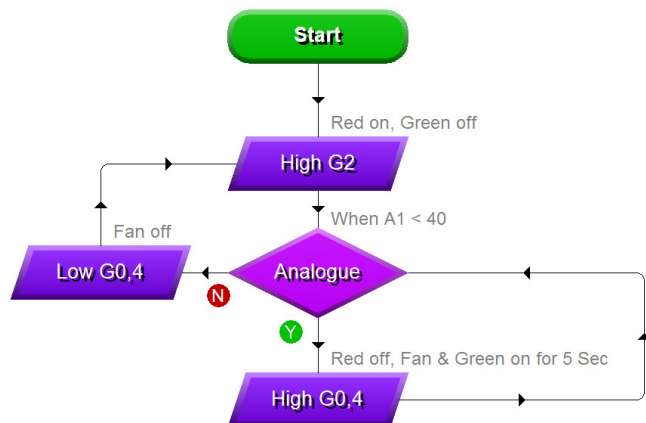 Start
Red on, Green off
High G2
When A1 < 40
Fan off
Low G0,4
Analogue
N
Y
Red off, Fan & Green on for 5 Sec
High G0,4